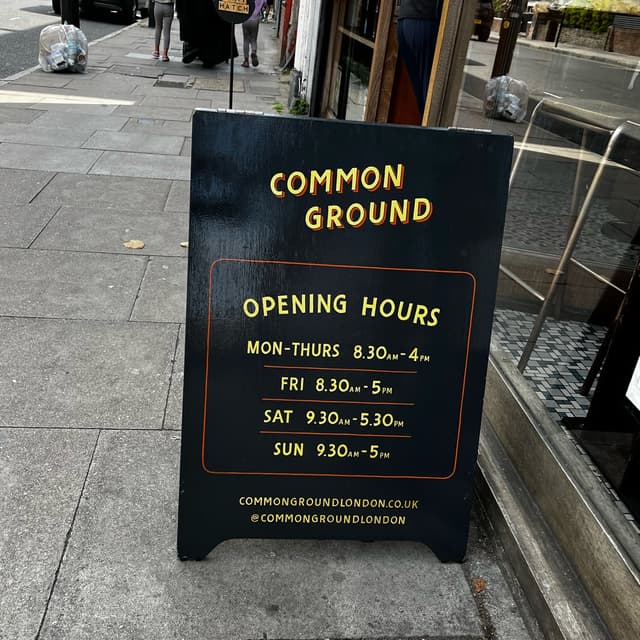 HATCH
COMMON
GROUND
OPENING HOURS
MON-THURS 8.30AM-4PM
FRI 8.30AM-5PM
SAT 9.30AM-5.30PM
SUN 9.30AM-5PM
COMMONGROUNDLONDON.CO.UK
@COMMONGROUNDLONDON